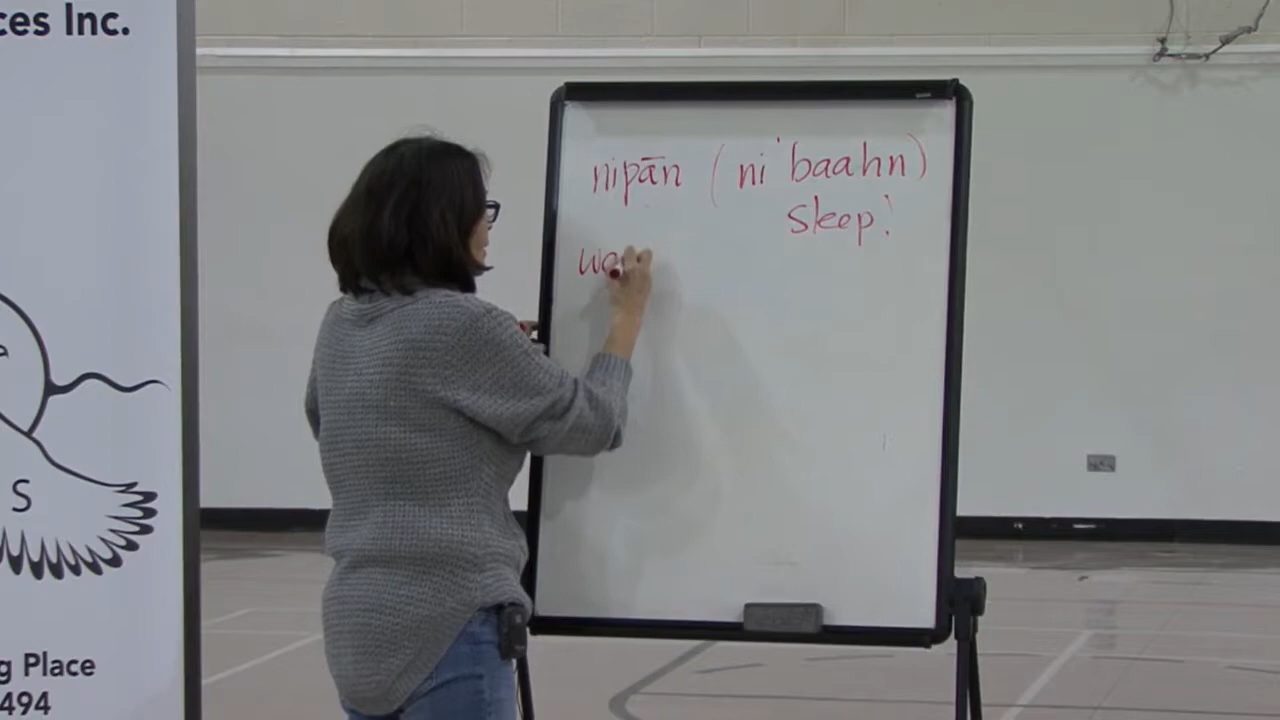 ces Inc.
nipān (ni'baahn)
sleep!
S
g Place
494